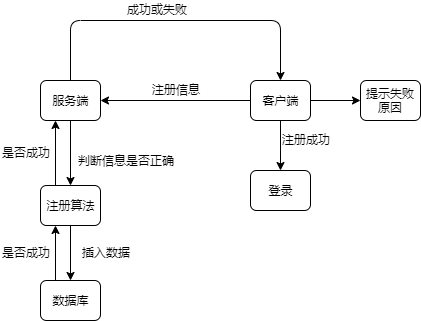 成功或失败
注册信息
服务端
客户端
提示失败
原因
注册成功
是否成功
判断信息是否正确
登录
注册算法
是否成功
插入数据
数据库